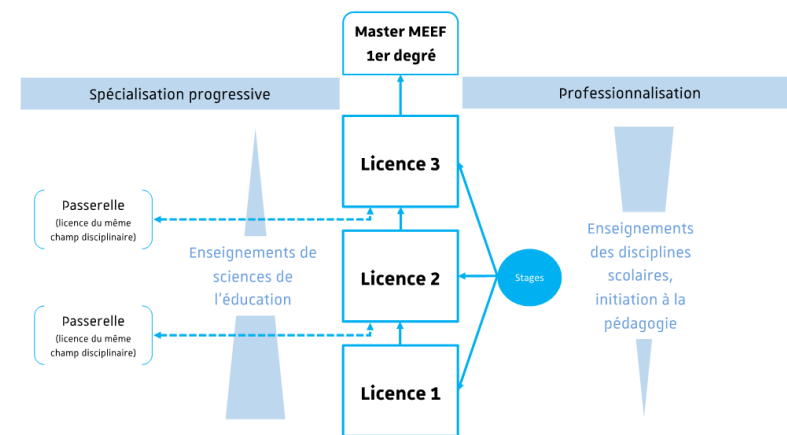 Master MEEF
1er degré
Spécialisation progressive
Professionnalisation
Licence 3
Passerelle
(licence du même
champ disciplinaire)
Enseignements de
sciences de
l'éducation
Licence 2
Stages
Enseignements
des disciplines
scolaires,
initiation à la
pédagogie
Passerelle
(licence du même
champ disciplinaire)
Licence 1